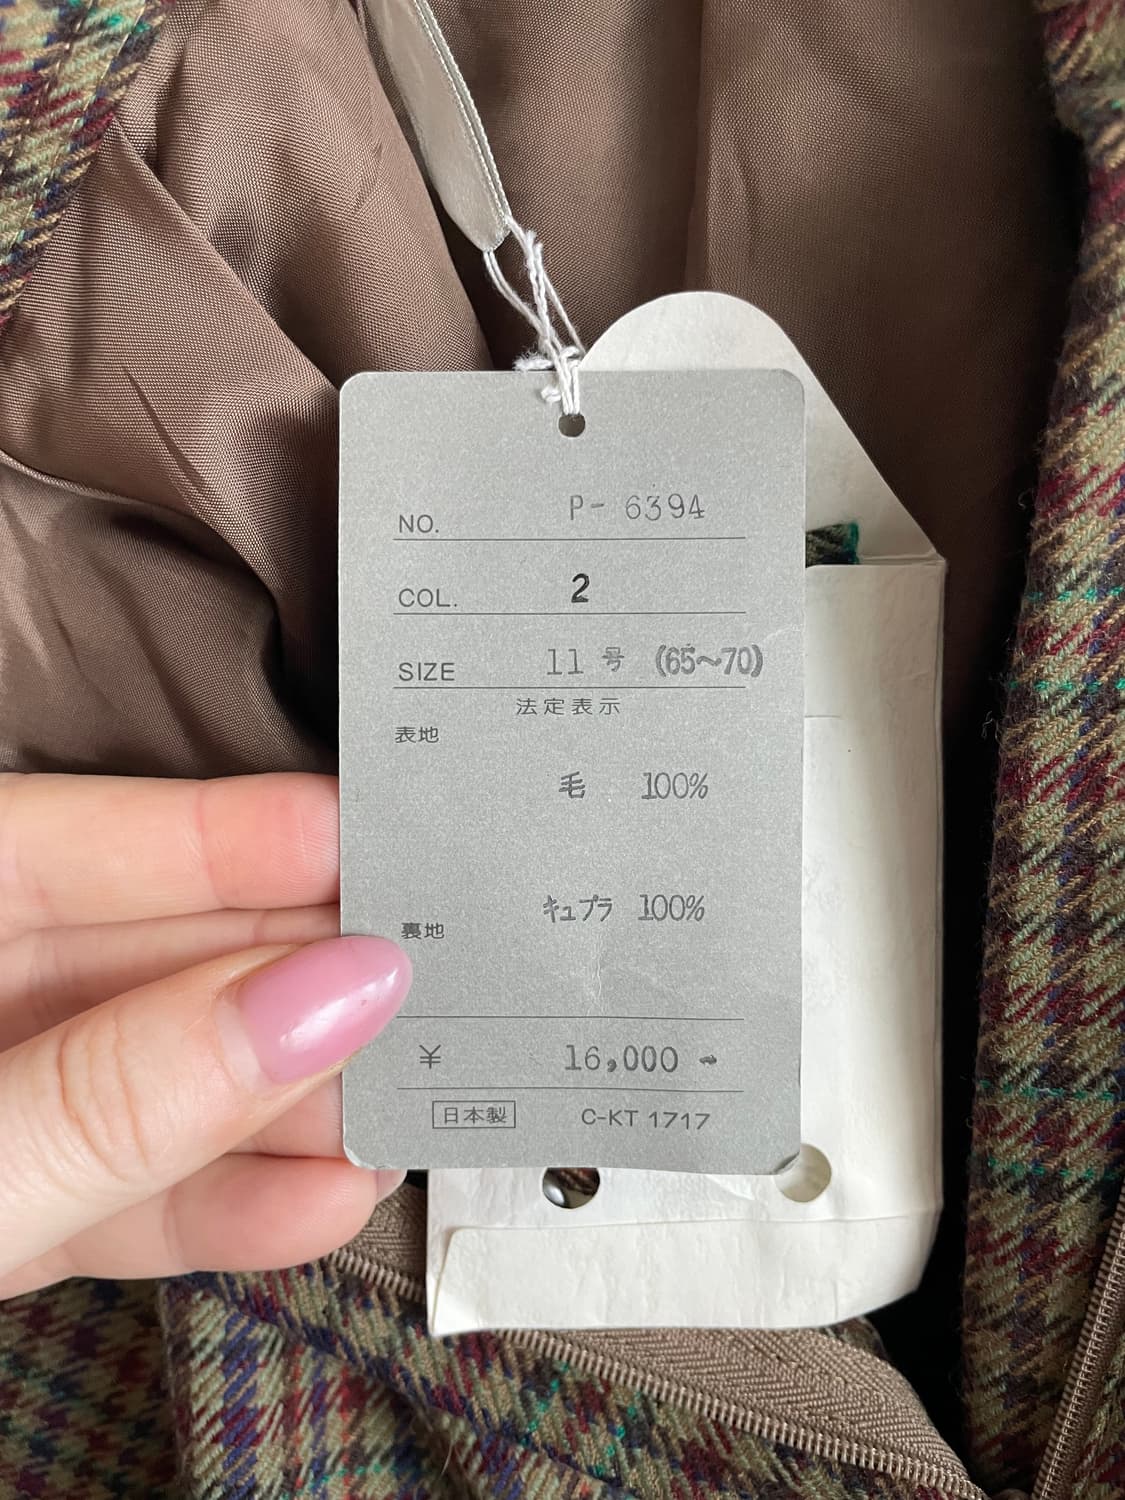 NO. P- 6394
COL. 2
SIZE 11 号 (65～70)
法定表示
表地
毛 100%
キュプラ 100%
裏地
¥ 16,000
日本製 C-KT 1717